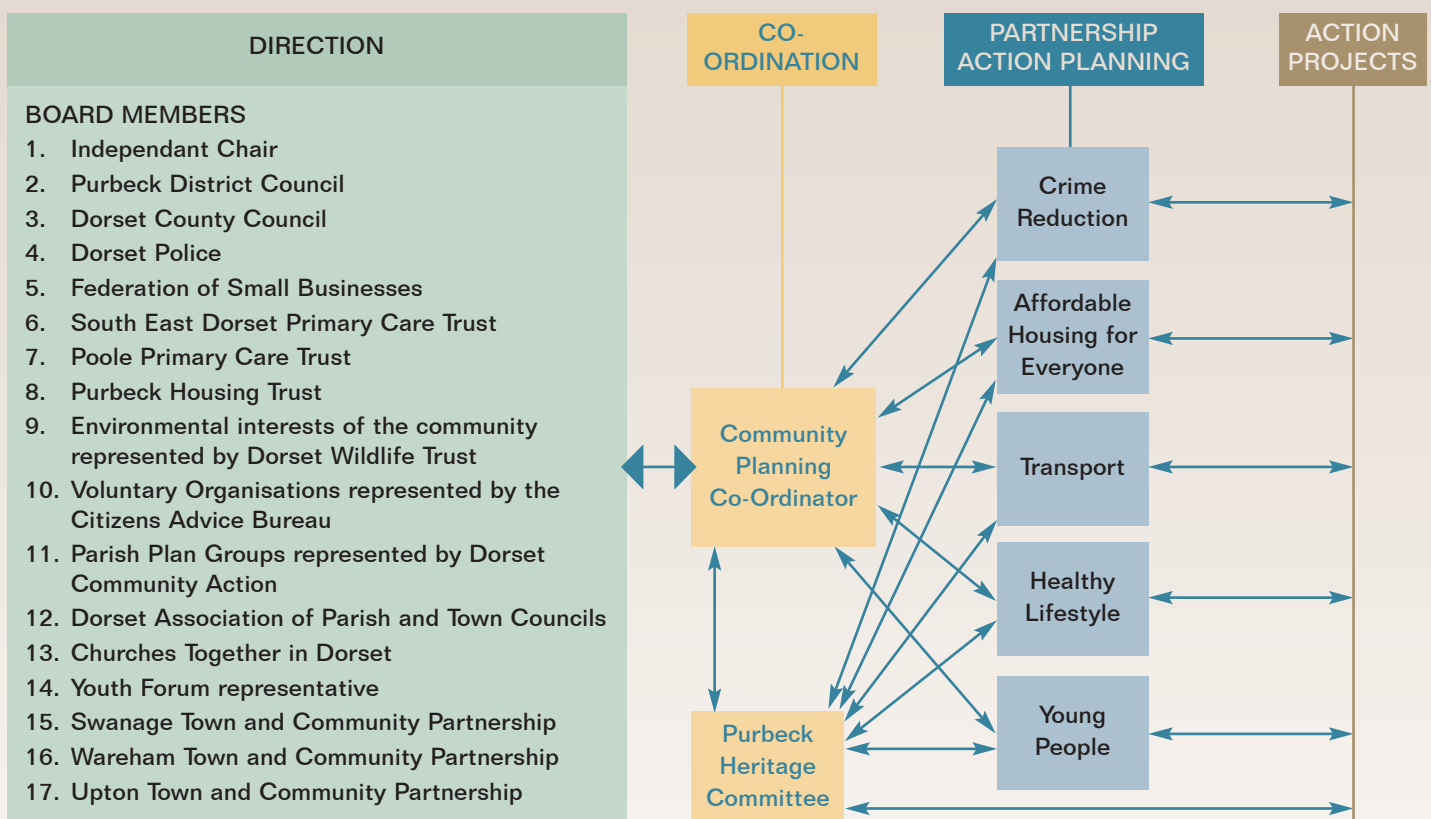 DIRECTION
BOARD MEMBERS
1. Independant Chair
2. Purbeck District Council
3. Dorset County Council
4. Dorset Police
5. Federation of Small Businesses
6. South East Dorset Primary Care Trust
7. Poole Primary Care Trust
8. Purbeck Housing Trust
9. Environmental interests of the community
represented by Dorset Wildlife Trust
10. Voluntary Organisations represented by the
Citizens Advice Bureau
11. Parish Plan Groups represented by Dorset
Community Action
12. Dorset Association of Parish and Town Councils
13. Churches Together in Dorset
14. Youth Forum representative
15. Swanage Town and Community Partnership
16. Wareham Town and Community Partnership
17. Upton Town and Community Partnership
CO-
ORDINATION
Community
Planning
Co-Ordinator
Purbeck
Heritage
Committee
PARTNERSHIP
ACTION PLANNING
Crime
Reduction
Affordable
Housing for
Everyone
Transport
Healthy
Lifestyle
Young
People
ACTION
PROJECTS